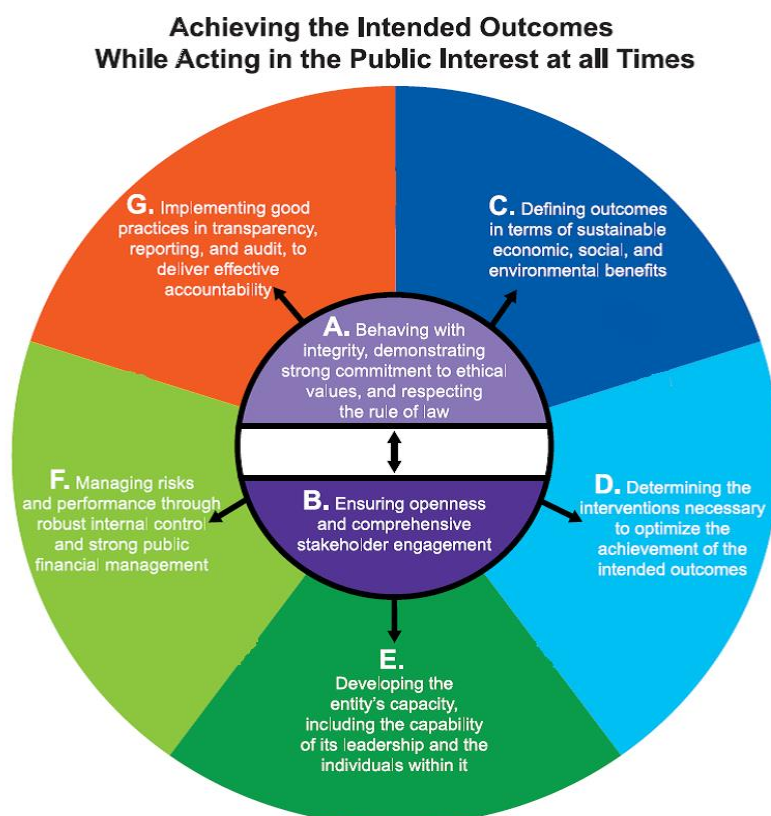 Achieving the Intended Outcomes
While Acting in the Public Interest at all Times
G. Implementing good
practices in transparency,
reporting, and audit, to
deliver effective
accountability
C. Defining outcomes
in terms of sustainable
economic, social, and
environmental benefits
A. Behaving with
integrity, demonstrating
strong commitment to ethical
values, and respecting
the rule of law
B. Ensuring openness
and comprehensive
stakeholder engagement
F. Managing risks
and performance through
robust internal control
and strong public
financial management
D. Determining the
interventions necessary
to optimize the
achievement of the
intended outcomes
E.
Developing the
entity's capacity,
including the capability
of its leadership and the
individuals within it